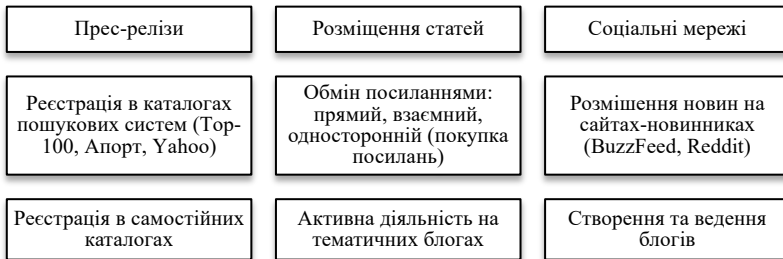 Прес-релізи
Розміщення статей
Соціальні мережі
Реєстрація в каталогах
пошукових систем (Top-
100, Апорт, Yahoo)
Обмін посиланнями:
прямий, взаємний,
односторонній (покупка
посилань)
Розмішення новин на
сайтах-новинниках
(BuzzFeed, Reddit)
Реєстрація в самостійних
каталогах
Активна діяльність на
тематичних блогах
Створення та ведення
блогів